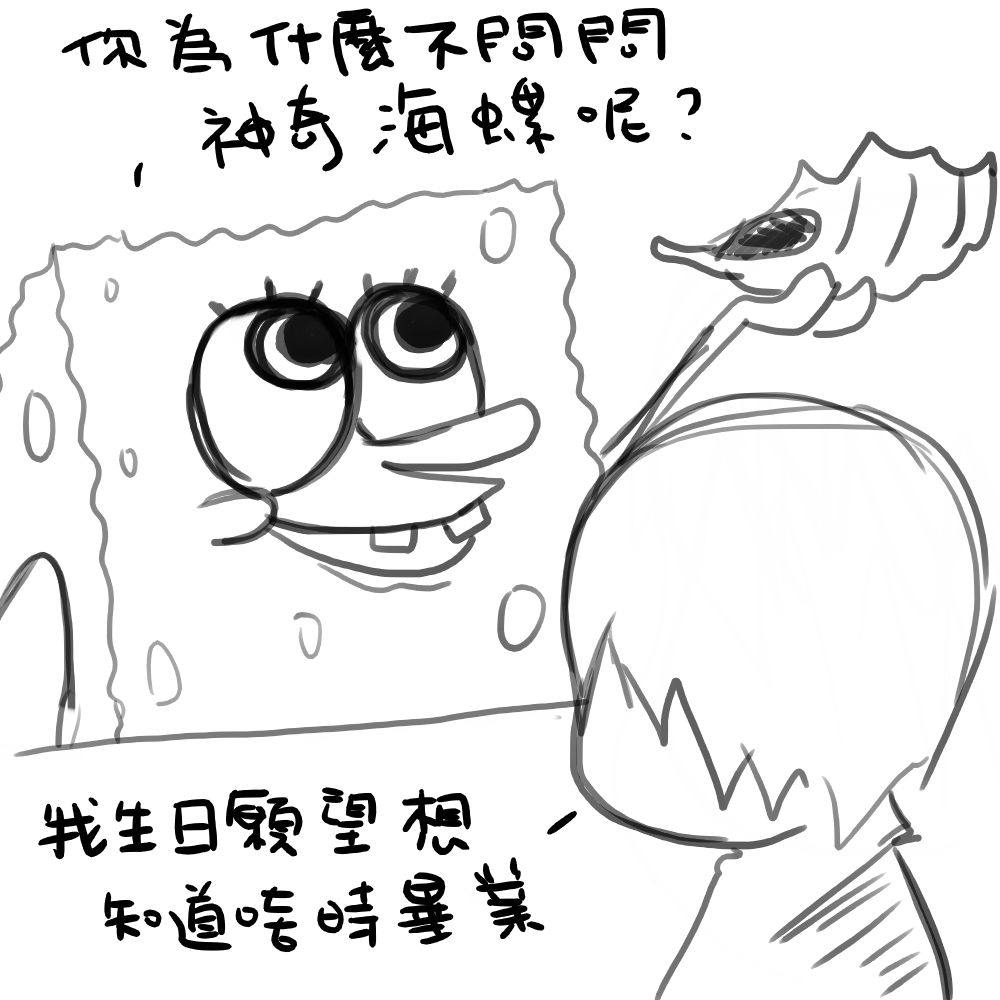 你為什麼不問問
神奇海螺呢?
我生日願望想
知道啥時畢業